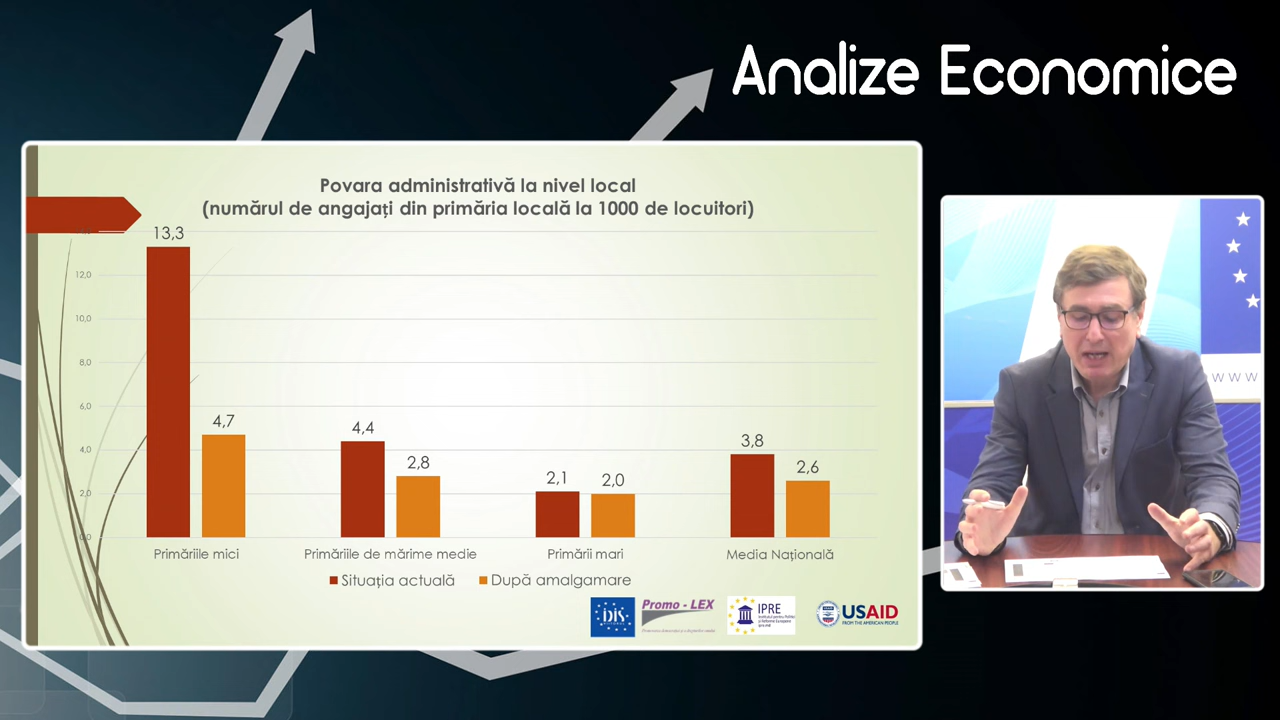 Analize Economice
Povara administrativă la nivel local
(numărul de angajați din primăria locală la 1000 de locuitori)
13,3
12,0
10,0
8,0
6,0
4,7
4,4
4,0
3,8
2,8
2,6
2,1
2,0
2,0
0,0
Primăriile mici
Primăriile de mărime medie
Primării mari
Media Națională
Situația actuală
După amalgamare
DIS
Promo - LEX
IPRE
USAID
FROM THE AMERICAN PEOPLE
WWW